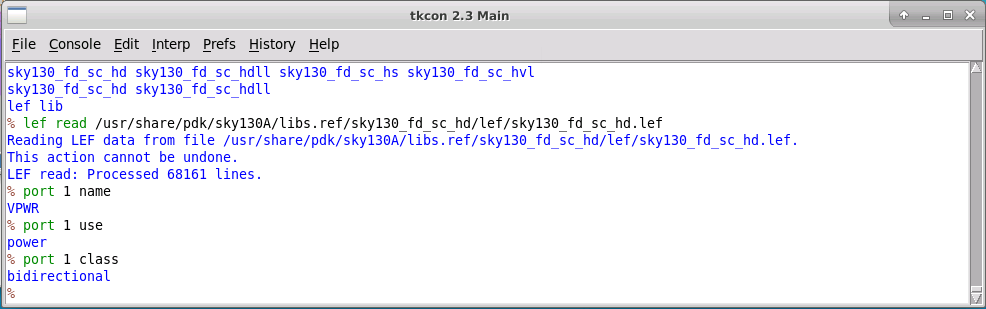 tkcon 2.3 Main
File Console Edit Interp Prefs History Help
sky130_fd_sc_hd sky130_fd_sc_hdll sky130_fd_sc_hs sky130_fd_sc_hvl
sky130_fd_sc_hd sky130_fd_sc_hdll
lef lib
% lef read /usr/share/pdk/sky130A/libs.ref/sky130_fd_sc_hd/lef/sky130_fd_sc_hd.lef
Reading LEF data from file /usr/share/pdk/sky130A/libs.ref/sky130_fd_sc_hd/lef/sky130_fd_sc_hd.lef.
This action cannot be undone.
LEF read: Processed 68161 lines.
% port 1 name
VPWR
% port 1 use
power
% port 1 class
bidirectional
%